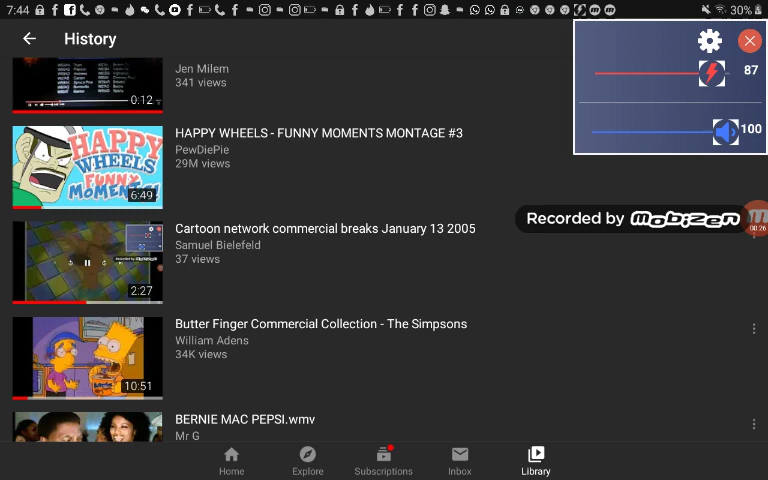 7:44
30%
History
87
100
Jen Milem
341 views
0:12
HAPPY WHEELS - FUNNY MOMENTS MONTAGE #3
PewDiePie
29M views
HAPPY
WHEELS
FUNNY
MOMENTS
6:49
Recorded by MOBIZEN
00:26
Cartoon network commercial breaks January 13 2005
Samuel Bielefeld
37 views
2:27
Butter Finger Commercial Collection - The Simpsons
William Adens
34K views
10:51
BERNIE MAC PEPSI.wmv
Mr G
Home
Explore
Subscriptions
Inbox
Library